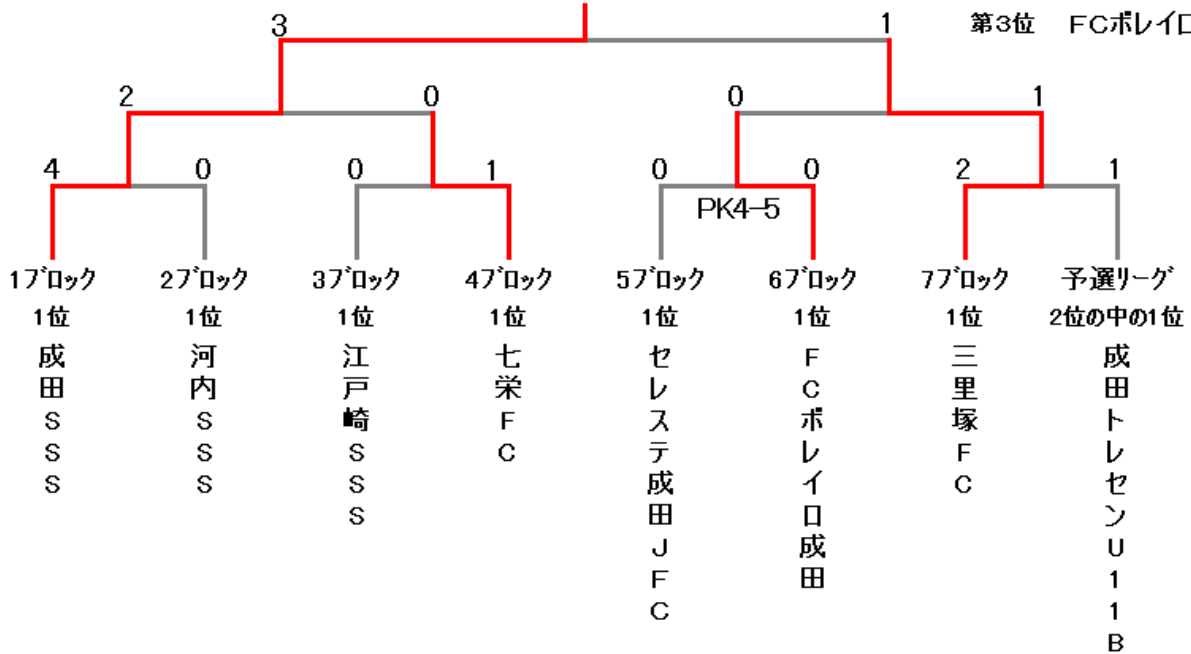 3
1
第3位 FCボレイロ
2
0
0
1
4
0
0
1
0
0
2
1
PK4-5
1ブロック
2ブロック
3ブロック
4ブロック
5ブロック
6ブロック
7ブロック
予選リーグ
1位
1位
1位
1位
1位
1位
1位
2位の中の1位
成田SSS
河内SSS
江戸崎SSS
七栄FC
セレステ成田JFC
FCボレイロ成田
三里塚FC
成田トレセンU11B